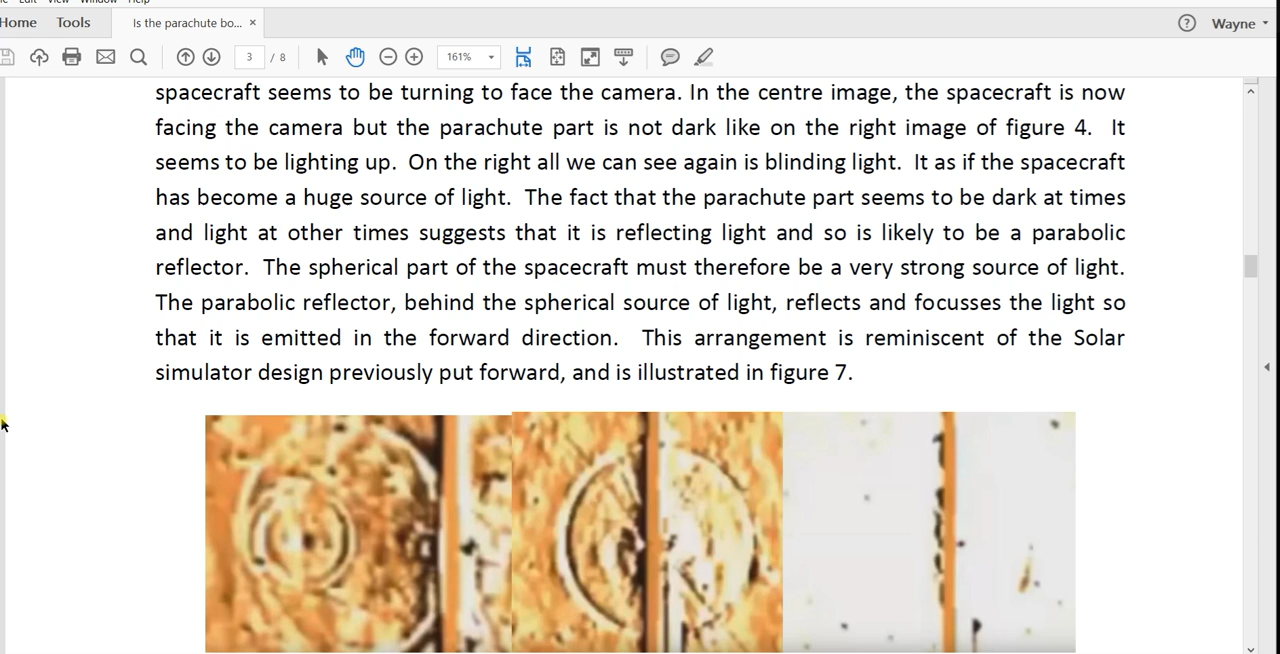 Home Tools Is the parachute bo... × ? Wayne
3 / 8 161%
spacecraft seems to be turning to face the camera. In the centre image, the spacecraft is now
facing the camera but the parachute part is not dark like on the right image of figure 4. It
seems to be lighting up. On the right all we can see again is blinding light. It as if the spacecraft
has become a huge source of light. The fact that the parachute part seems to be dark at times
and light at other times suggests that it is reflecting light and so is likely to be a parabolic
reflector. The spherical part of the spacecraft must therefore be a very strong source of light.
The parabolic reflector, behind the spherical source of light, reflects and focusses the light so
that it is emitted in the forward direction. This arrangement is reminiscent of the Solar
simulator design previously put forward, and is illustrated in figure 7.